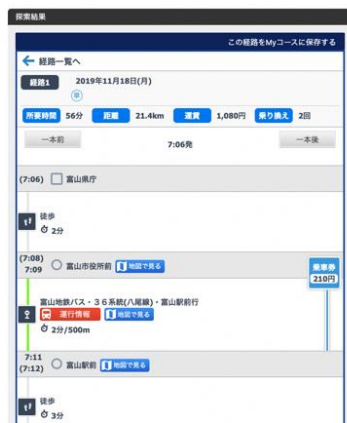 探索結果
この経路をMyコースに保存する
経路一覧へ
経路1 2019年11月18日(月)
早
所要時間 56分 距離 21.4km 運賃 1,080円 乗り換え 2回
一本前 7:06発 一本後
(7:06) 富山県庁
徒歩
2分
(7:08)
7:09 富山市役所前 地図で見る
乗車券
210円
富山地鉄バス・３６系統(八尾線)・富山駅前行
運行情報 地図で見る
2分/500m
7:11
(7:12) 富山駅前 地図で見る
徒歩
3分